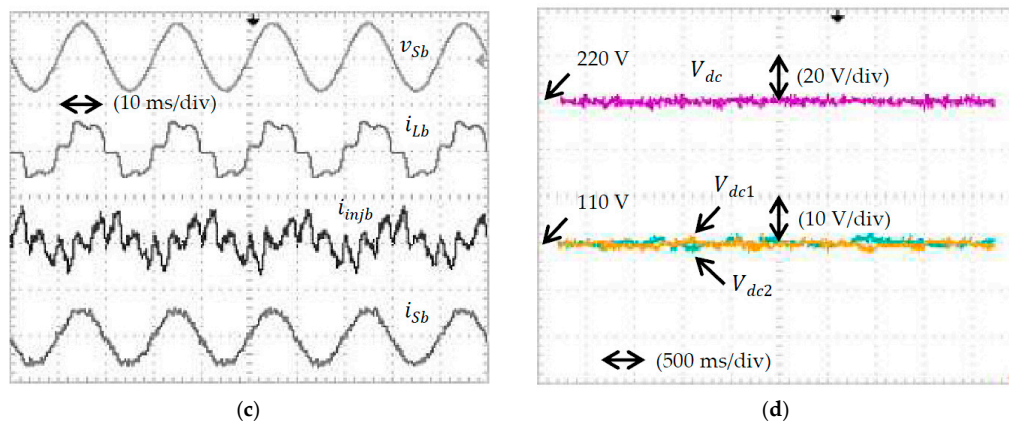 v_Sb
(10 ms/div)
i_Lb
i_injb
i_Sb
(c)
220 V
V_dc
(20 V/div)
110 V
V_dc1
(10 V/div)
V_dc2
(500 ms/div)
(d)